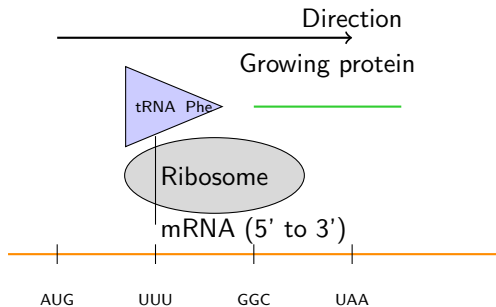 Direction
Growing protein
tRNA Phe
Ribosome
mRNA (5' to 3')
AUG UUU GGC UAA